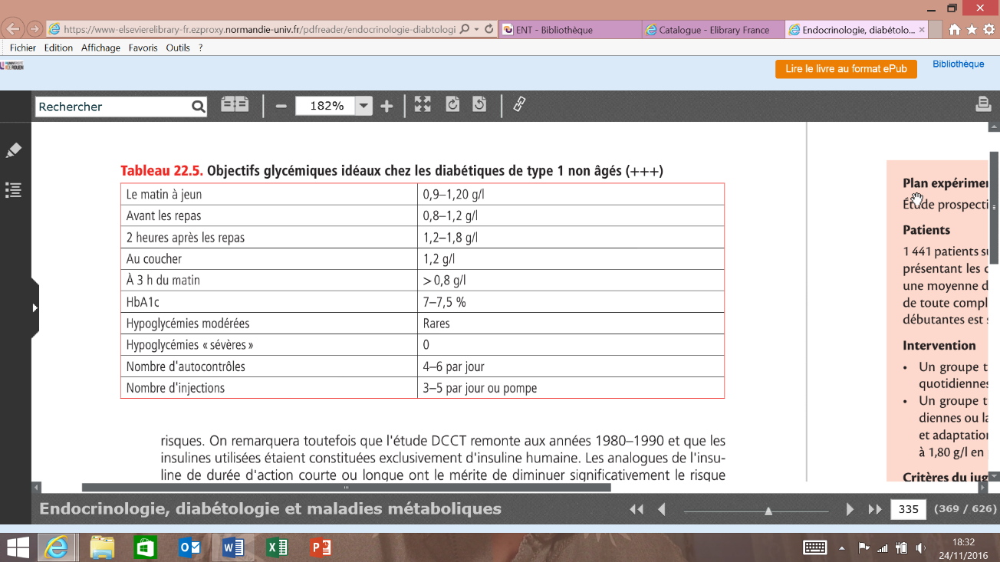 https://www-elsevierelibrary-fr.ezproxy.normandie-univ.fr/pdfreader/endocrinologie-diabtologi
ENT - Bibliothèque
Catalogue - Elibrary France
Endocrinologie, diabétolo...
Fichier Edition Affichage Favoris Outils ?
Lire le livre au format ePub
Bibliothèque
Rechercher
182%
Tableau 22.5. Objectifs glycémiques idéaux chez les diabétiques de type 1 non âgés (+++)
Le matin à jeun 0,9–1,20 g/l
Avant les repas 0,8–1,2 g/l
2 heures après les repas 1,2–1,8 g/l
Au coucher 1,2 g/l
À 3 h du matin > 0,8 g/l
HbA1c 7–7,5 %
Hypoglycémies modérées Rares
Hypoglycémies « sévères » 0
Nombre d'autocontrôles 4–6 par jour
Nombre d'injections 3–5 par jour ou pompe
risques. On remarquera toutefois que l'étude DCCT remonte aux années 1980–1990 et que les
insulines utilisées étaient constituées exclusivement d'insuline humaine. Les analogues de l'insu-
line de durée d'action courte ou longue ont le mérite de diminuer significativement le risque
Plan expérimen
Étude prospecti
Patients
1 441 patients su
présentant les c
une moyenne d
de toute compl
débutantes est s
Intervention
• Un groupe t
quotidiennes
• Un groupe t
diennes ou la
et adaptation
à 1,80 g/l en
Critères du jug
Endocrinologie, diabétologie et maladies métaboliques
335
(369 / 626)
18:32
24/11/2016